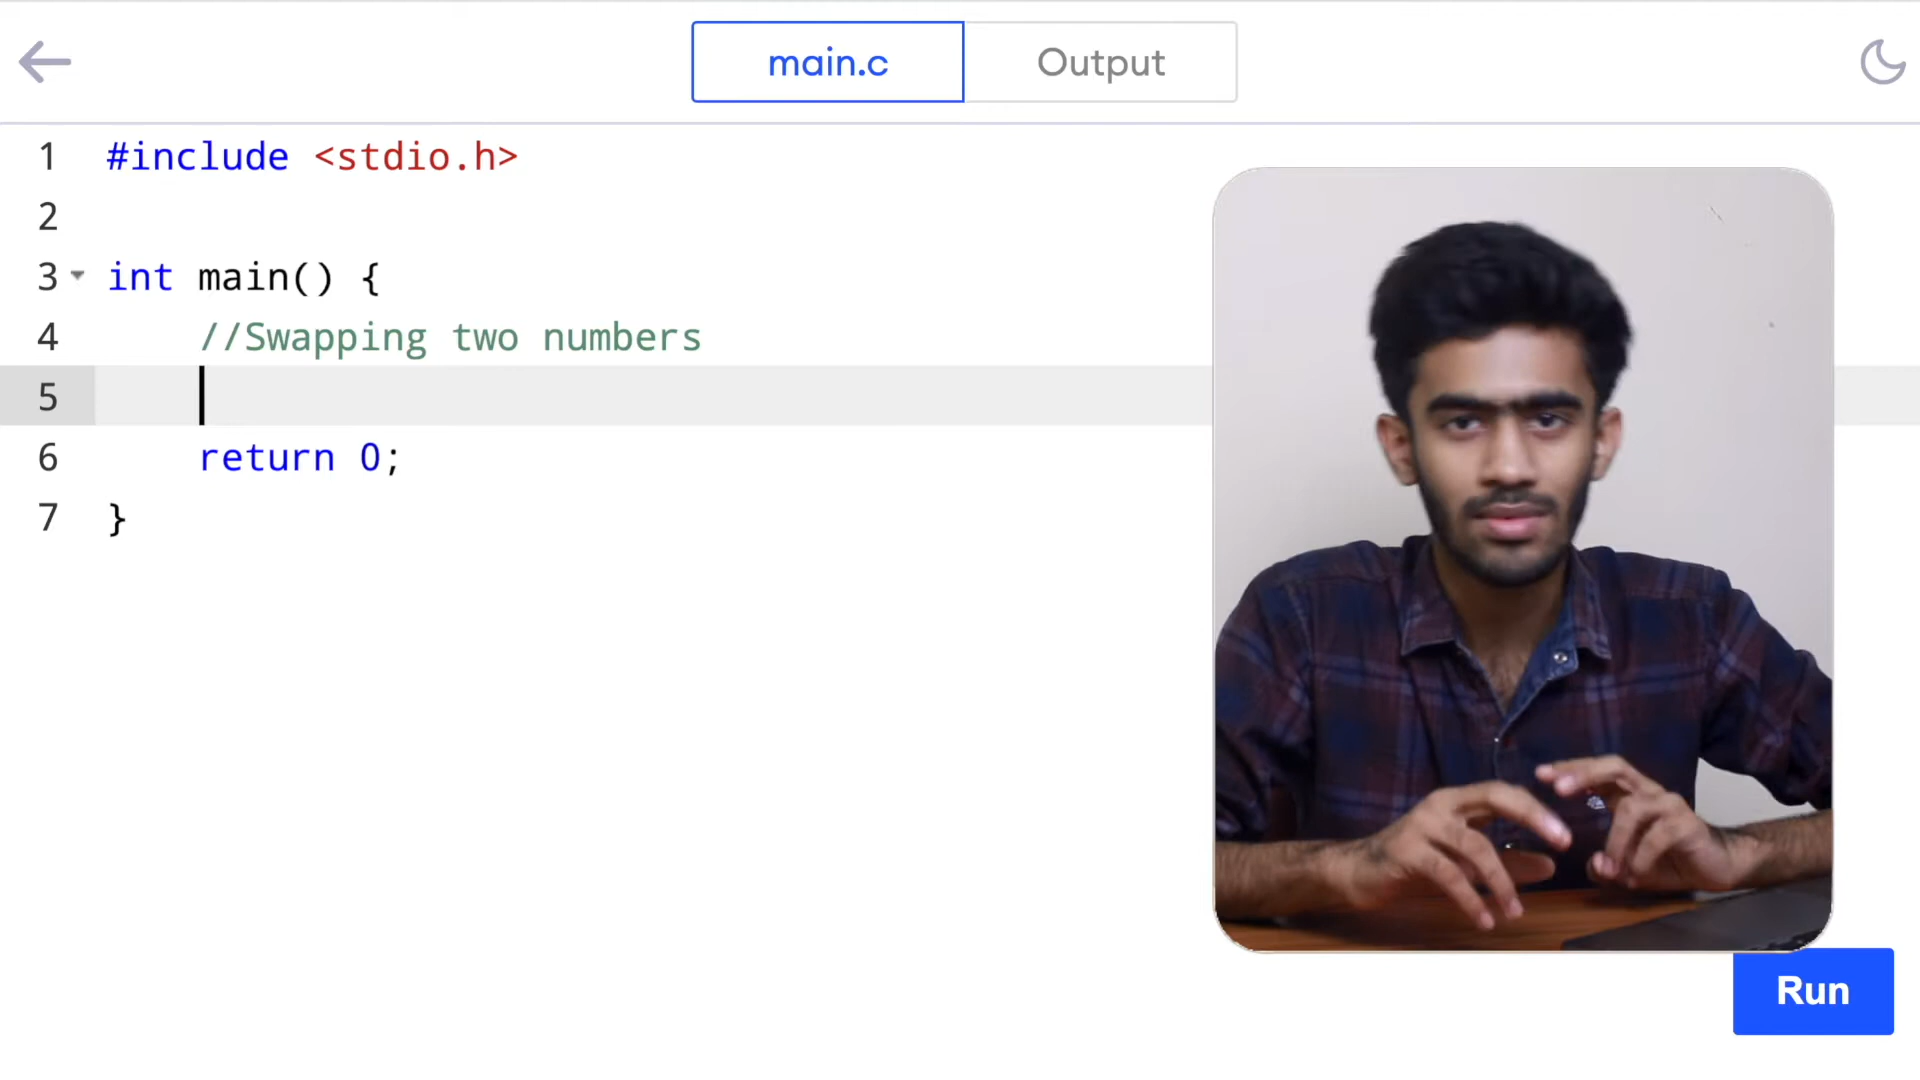 main.c
Output
1 #include <stdio.h>
2
3 int main() {
4 //Swapping two numbers
5
6 return 0;
7 }
Run